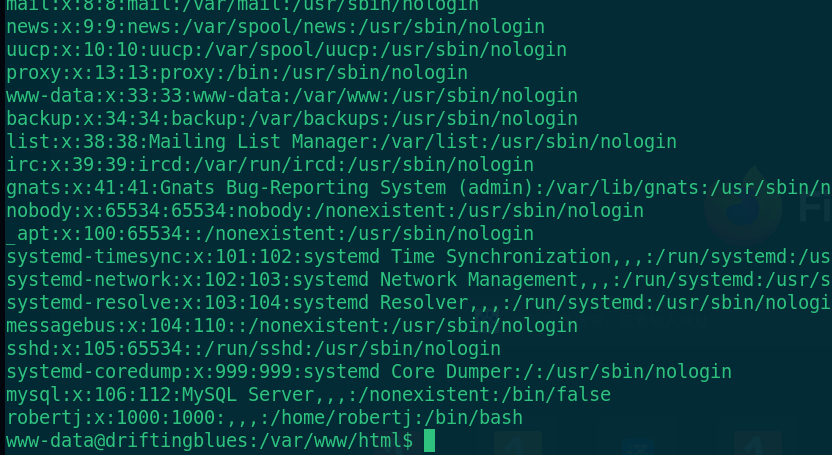 mail:x:8:8:mail:/var/mail:/usr/sbin/nologin
news:x:9:9:news:/var/spool/news:/usr/sbin/nologin
uucp:x:10:10:uucp:/var/spool/uucp:/usr/sbin/nologin
proxy:x:13:13:proxy:/bin:/usr/sbin/nologin
www-data:x:33:33:www-data:/var/www:/usr/sbin/nologin
backup:x:34:34:backup:/var/backups:/usr/sbin/nologin
list:x:38:38:Mailing List Manager:/var/list:/usr/sbin/nologin
irc:x:39:39:ircd:/var/run/ircd:/usr/sbin/nologin
gnats:x:41:41:Gnats Bug-Reporting System (admin):/var/lib/gnats:/usr/sbin/n
nobody:x:65534:65534:nobody:/nonexistent:/usr/sbin/nologin
_apt:x:100:65534::/nonexistent:/usr/sbin/nologin
systemd-timesync:x:101:102:systemd Time Synchronization,,,:/run/systemd:/us
systemd-network:x:102:103:systemd Network Management,,,:/run/systemd:/usr/s
systemd-resolve:x:103:104:systemd Resolver,,,:/run/systemd:/usr/sbin/nologi
messagebus:x:104:110::/nonexistent:/usr/sbin/nologin
sshd:x:105:65534::/run/sshd:/usr/sbin/nologin
systemd-coredump:x:999:999:systemd Core Dumper:/:/usr/sbin/nologin
mysql:x:106:112:MySQL Server,,,:/nonexistent:/bin/false
robertj:x:1000:1000:,,,:/home/robertj:/bin/bash
www-data@driftingblues:/var/www/html$